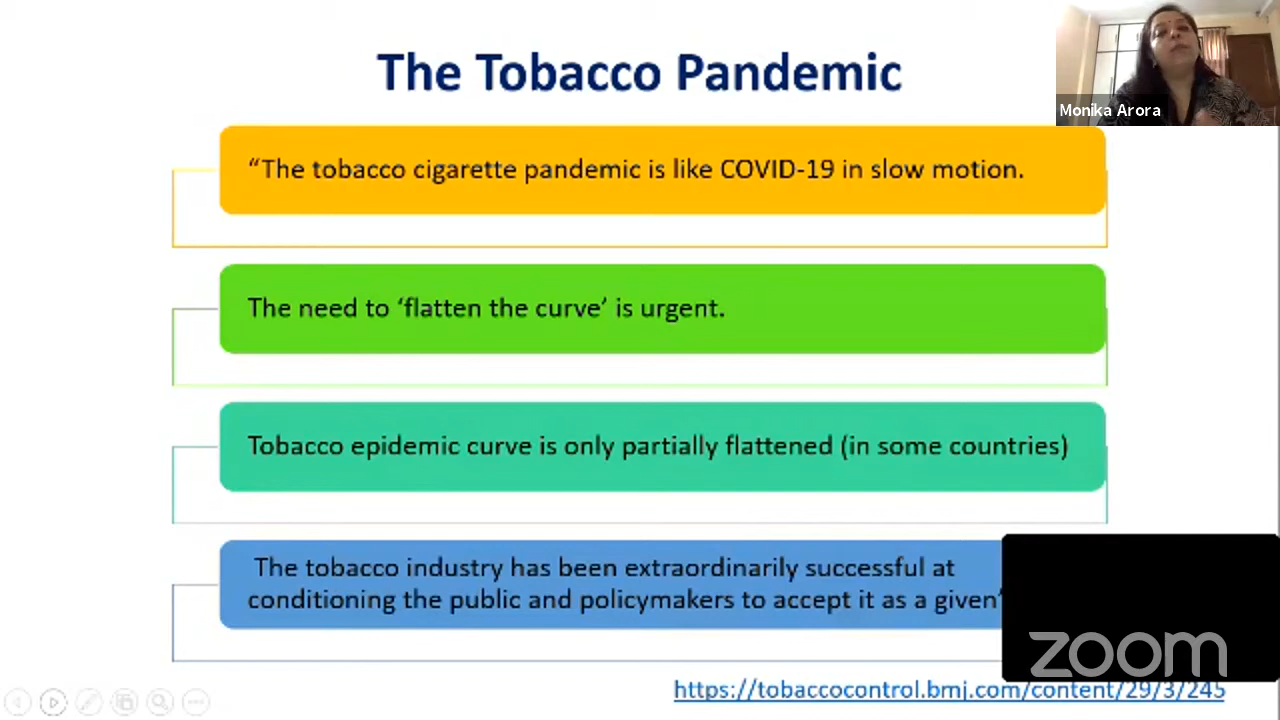 The Tobacco Pandemic
Monika Arora
“The tobacco cigarette pandemic is like COVID-19 in slow motion.
The need to ‘flatten the curve’ is urgent.
Tobacco epidemic curve is only partially flattened (in some countries)
The tobacco industry has been extraordinarily successful at
conditioning the public and policymakers to accept it as a given’
zoom
https://tobaccocontrol.bmj.com/content/29/3/245